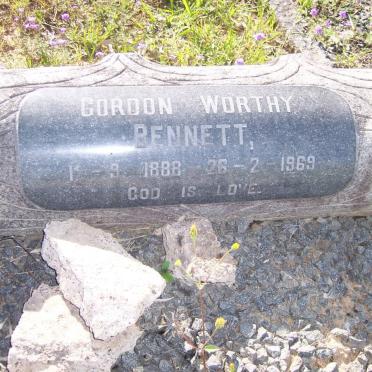 GORDON WORTHY
BENNETT,
1-9-1888 26-2-1969
GOD IS LOVE.